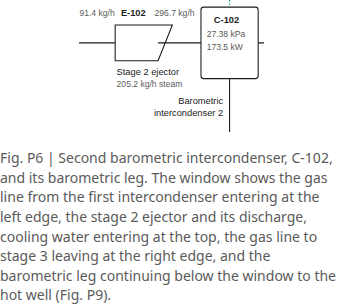 91.4 kg/h E-102 296.7 kg/h
C-102
27.38 kPa
173.5 kW
Stage 2 ejector
205.2 kg/h steam
Barometric
intercondenser 2
Fig. P6 | Second barometric intercondenser, C-102,
and its barometric leg. The window shows the gas
line from the first intercondenser entering at the
left edge, the stage 2 ejector and its discharge,
cooling water entering at the top, the gas line to
stage 3 leaving at the right edge, and the
barometric leg continuing below the window to the
hot well (Fig. P9).